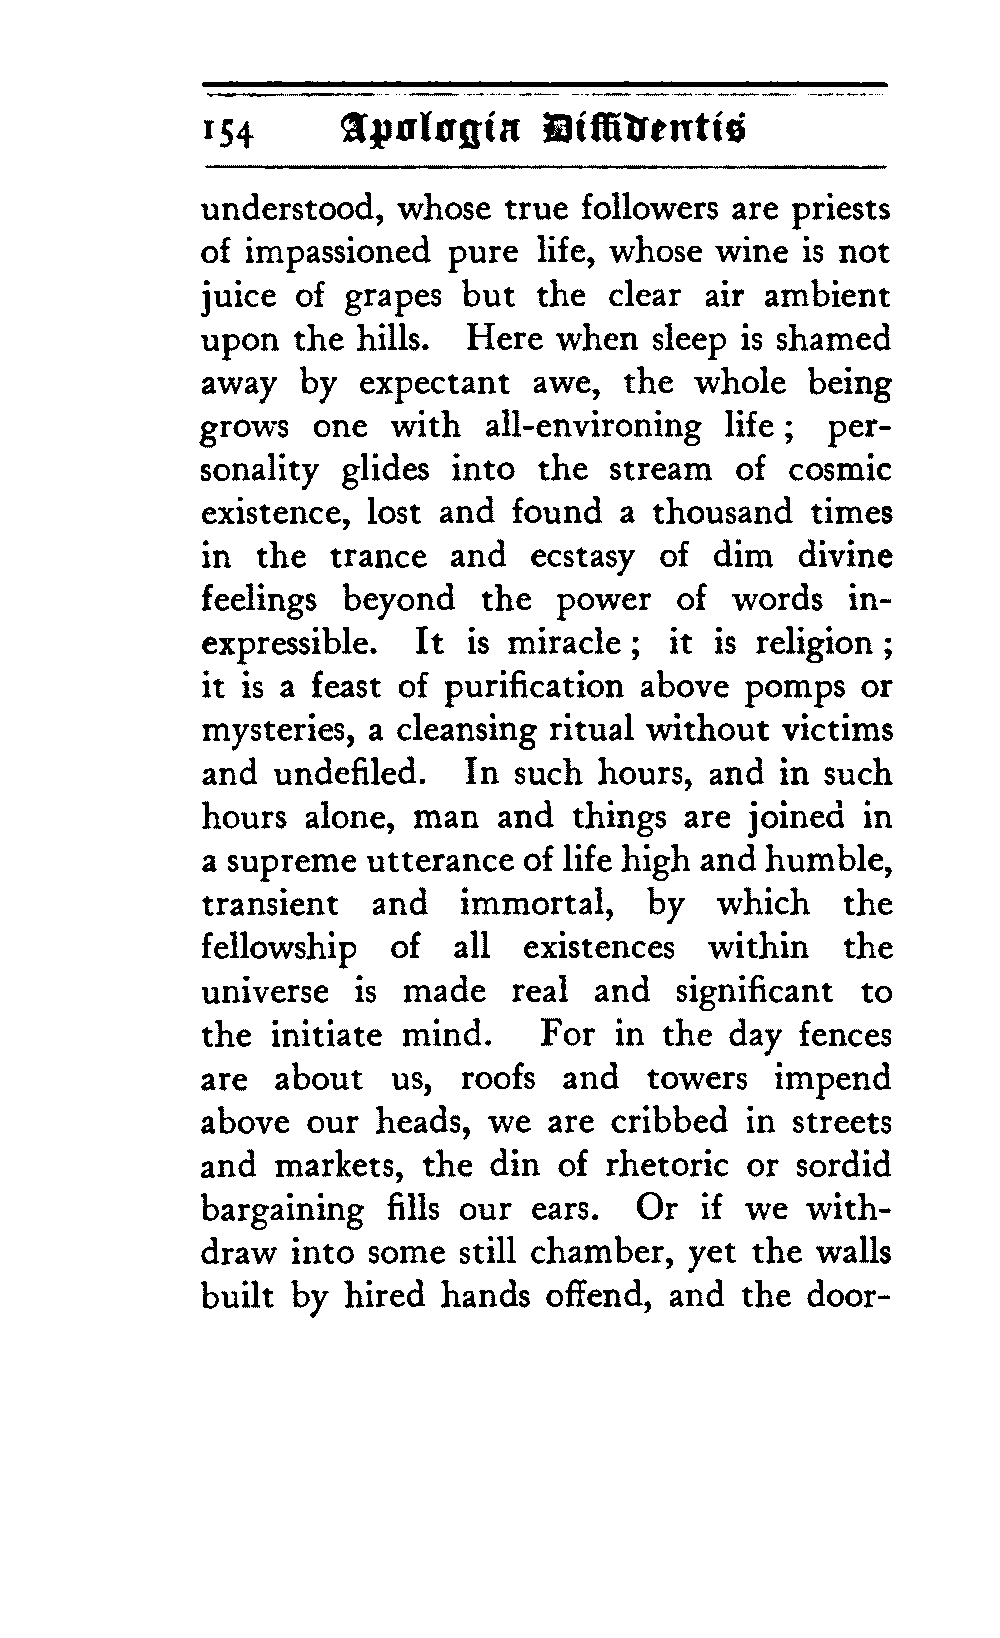 154 Apologia Diffidentis
understood, whose true followers are priests
of impassioned pure life, whose wine is not
juice of grapes but the clear air ambient
upon the hills. Here when sleep is shamed
away by expectant awe, the whole being
grows one with all-environing life ; per-
sonality glides into the stream of cosmic
existence, lost and found a thousand times
in the trance and ecstasy of dim divine
feelings beyond the power of words in-
expressible. It is miracle ; it is religion ;
it is a feast of purification above pomps or
mysteries, a cleansing ritual without victims
and undefiled. In such hours, and in such
hours alone, man and things are joined in
a supreme utterance of life high and humble,
transient and immortal, by which the
fellowship of all existences within the
universe is made real and significant to
the initiate mind. For in the day fences
are about us, roofs and towers impend
above our heads, we are cribbed in streets
and markets, the din of rhetoric or sordid
bargaining fills our ears. Or if we with-
draw into some still chamber, yet the walls
built by hired hands offend, and the door-